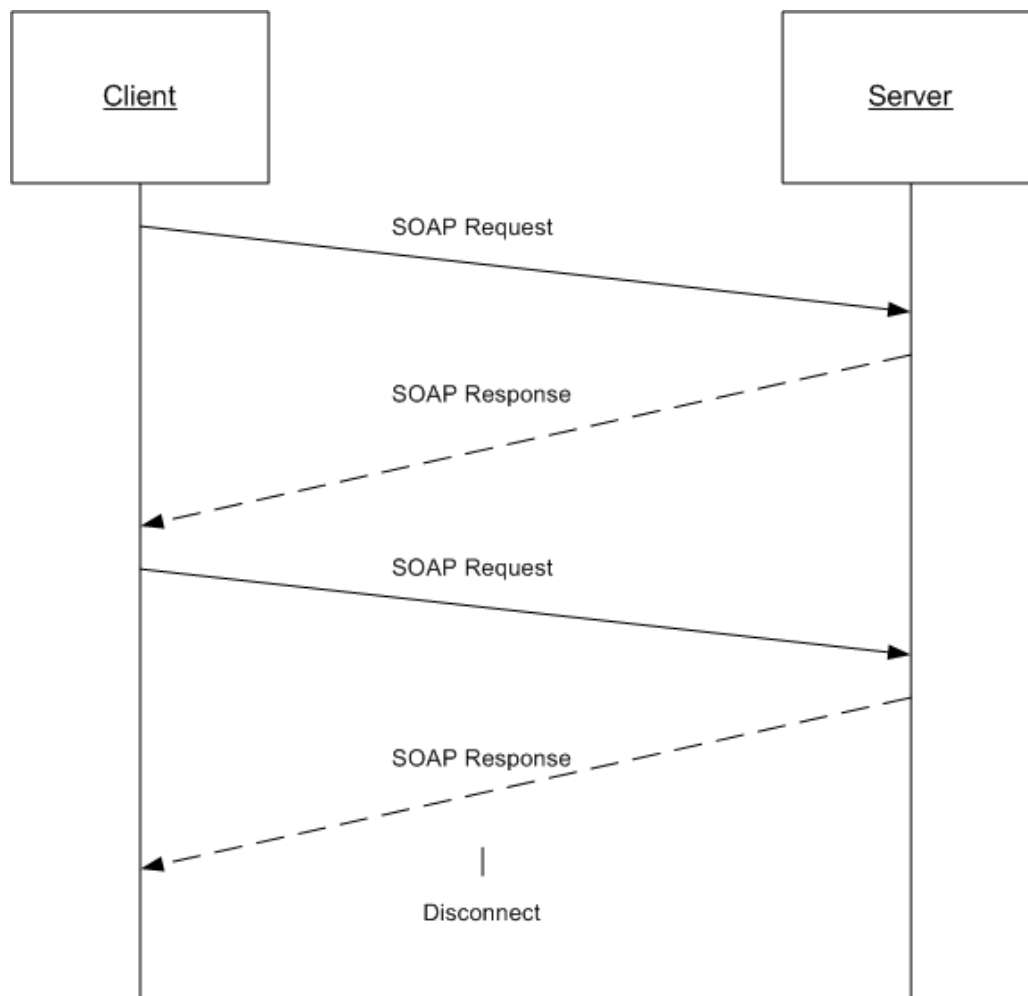 Client
Server
SOAP Request
SOAP Response
SOAP Request
SOAP Response
Disconnect